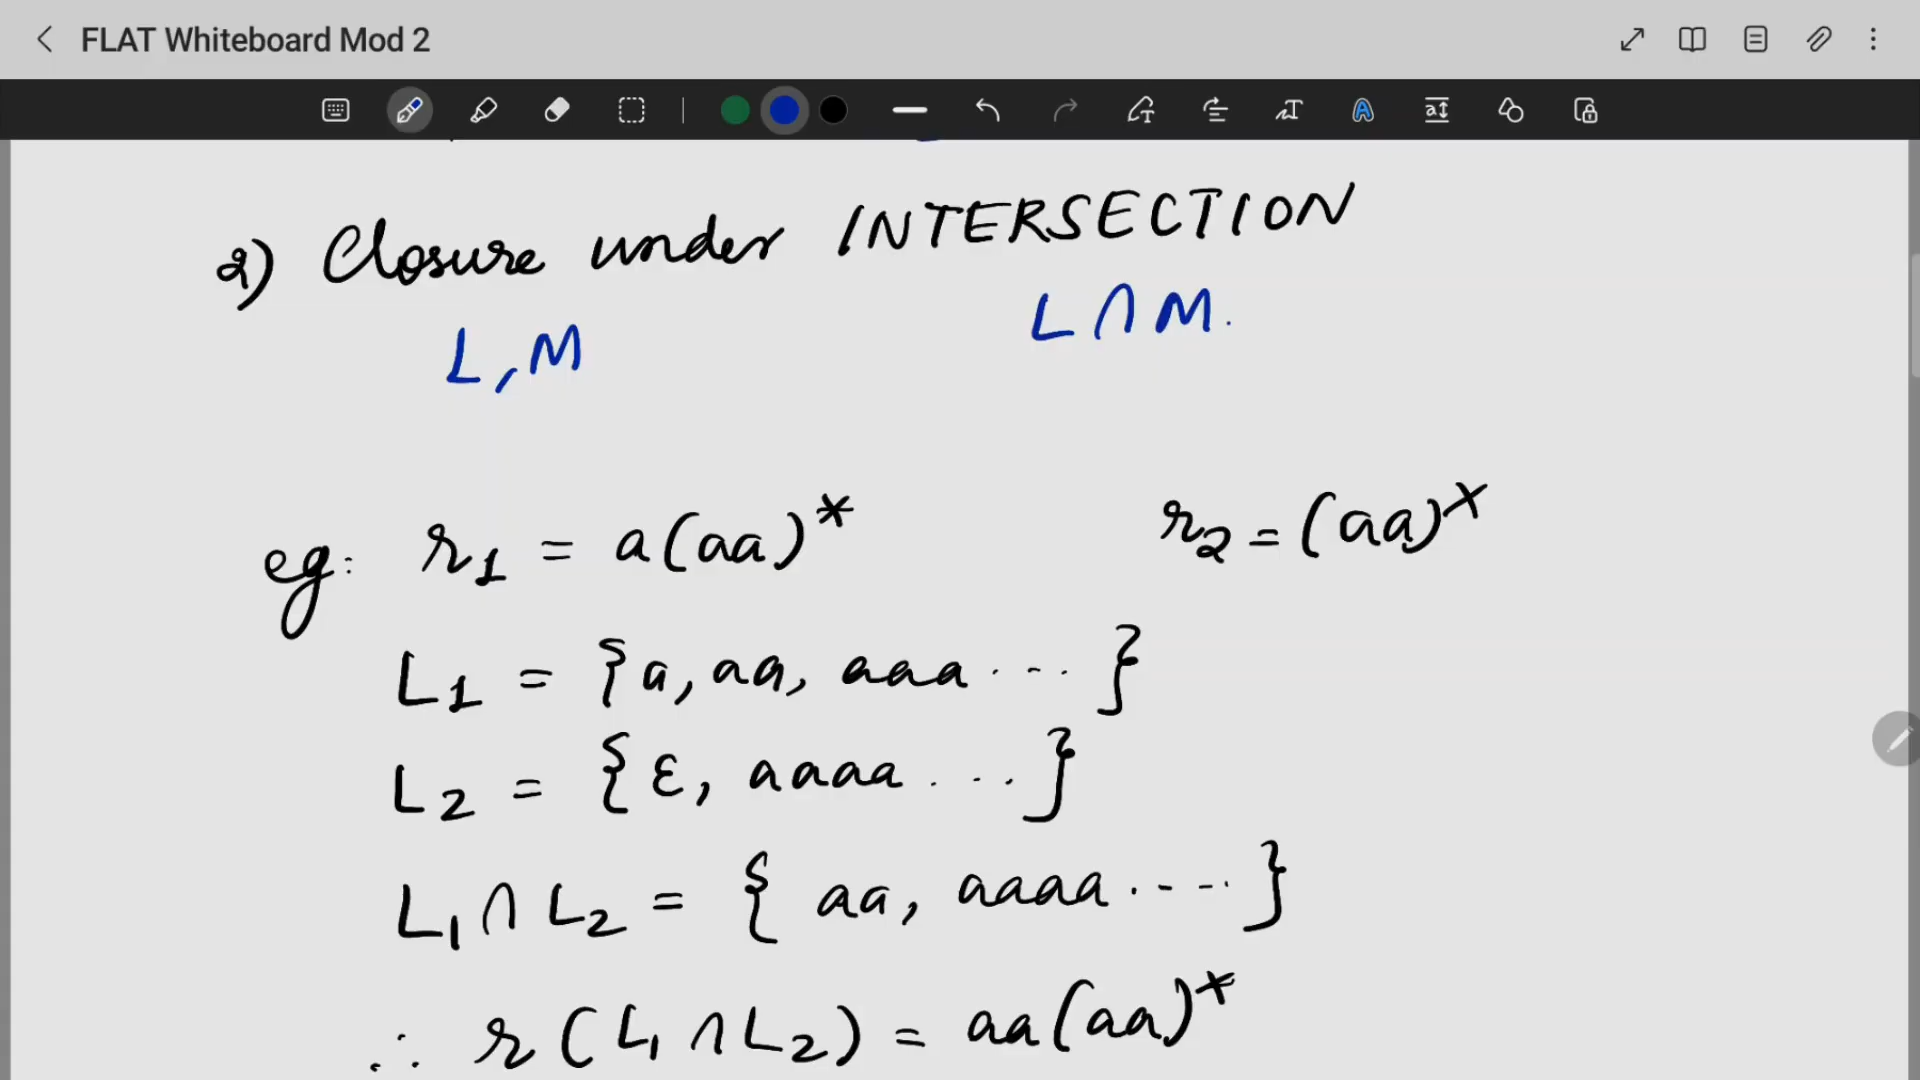 FLAT Whiteboard Mod 2
2) Closure under INTERSECTION
L, M L ∩ M.
eg: r₁ = a(aa)* r₂ = (aa)*
L₁ = {a, aa, aaa ....}
L₂ = {ε, aaaa ....}
L₁ ∩ L₂ = { aa, aaaa .....}
∴ r (L₁ ∩ L₂) = aa(aa)*